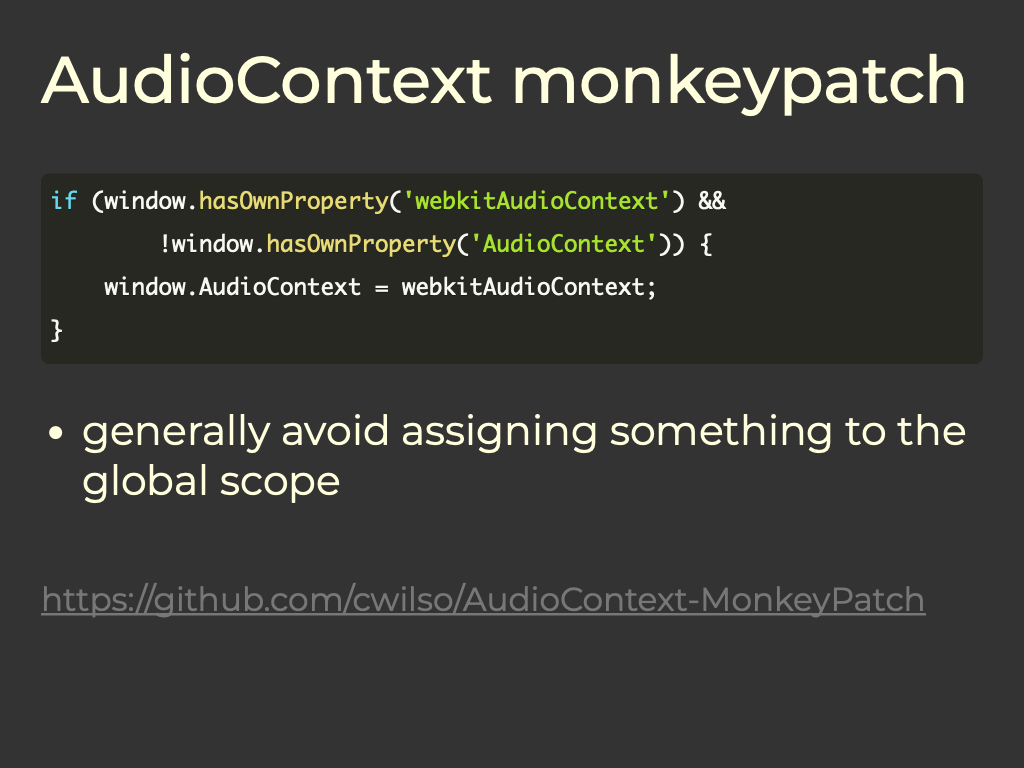 AudioContext monkeypatch
if (window.hasOwnProperty('webkitAudioContext') &&
        !window.hasOwnProperty('AudioContext')) {
    window.AudioContext = webkitAudioContext;
}
• generally avoid assigning something to the
global scope
https://github.com/cwilso/AudioContext-MonkeyPatch